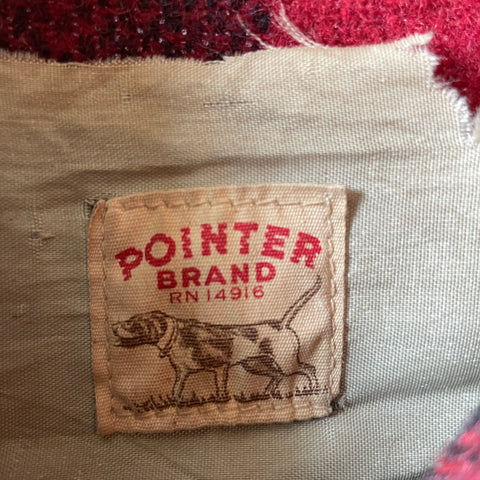 POINTER
BRAND
RN 14916